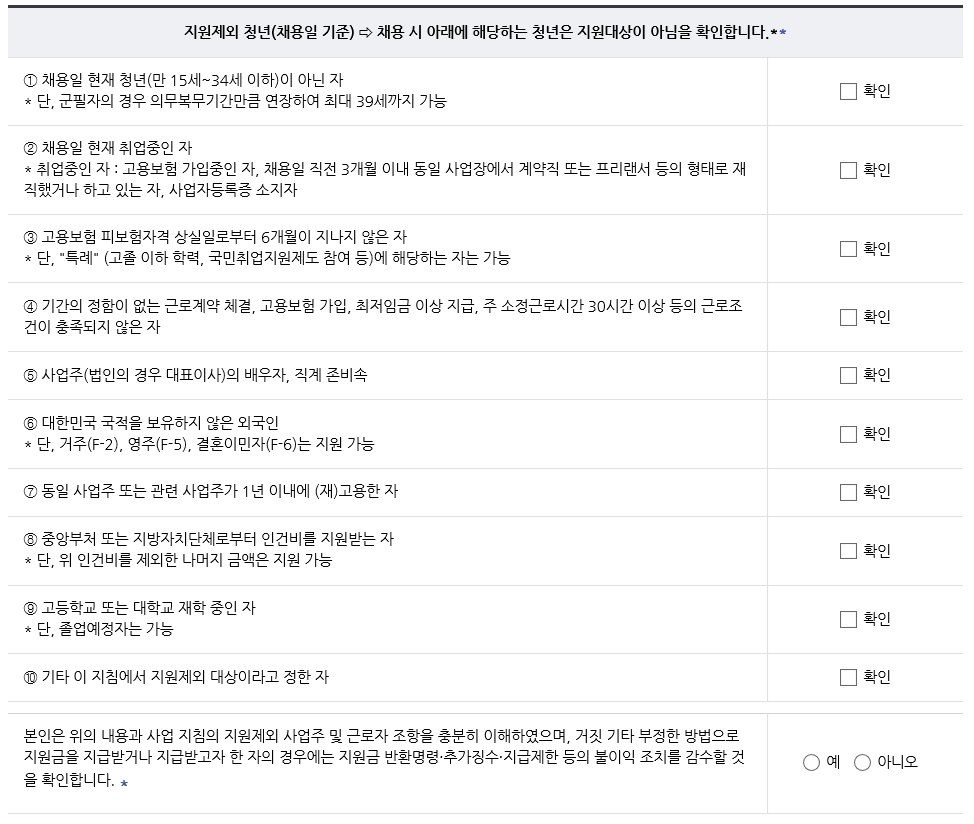 지원제외 청년(채용일 기준) ⇨ 채용 시 아래에 해당하는 청년은 지원대상이 아님을 확인합니다.**
① 채용일 현재 청년(만 15세~34세 이하)이 아닌 자
* 단, 군필자의 경우 의무복무기간만큼 연장하여 최대 39세까지 가능
확인
② 채용일 현재 취업중인 자
* 취업중인 자 : 고용보험 가입중인 자, 채용일 직전 3개월 이내 동일 사업장에서 계약직 또는 프리랜서 등의 형태로 재
직했거나 하고 있는 자, 사업자등록증 소지자
확인
③ 고용보험 피보험자격 상실일로부터 6개월이 지나지 않은 자
* 단, "특례" (고졸 이하 학력, 국민취업지원제도 참여 등)에 해당하는 자는 가능
확인
④ 기간의 정함이 없는 근로계약 체결, 고용보험 가입, 최저임금 이상 지급, 주 소정근로시간 30시간 이상 등의 근로조
건이 충족되지 않은 자
확인
⑤ 사업주(법인의 경우 대표이사)의 배우자, 직계 존비속
확인
⑥ 대한민국 국적을 보유하지 않은 외국인
* 단, 거주(F-2), 영주(F-5), 결혼이민자(F-6)는 지원 가능
확인
⑦ 동일 사업주 또는 관련 사업주가 1년 이내에 (재)고용한 자
확인
⑧ 중앙부처 또는 지방자치단체로부터 인건비를 지원받는 자
* 단, 위 인건비를 제외한 나머지 금액은 지원 가능
확인
⑨ 고등학교 또는 대학교 재학 중인 자
* 단, 졸업예정자는 가능
확인
⑩ 기타 이 지침에서 지원제외 대상이라고 정한 자
확인
본인은 위의 내용과 사업 지침의 지원제외 사업주 및 근로자 조항을 충분히 이해하였으며, 거짓 기타 부정한 방법으로
지원금을 지급받거나 지급받고자 한 자의 경우에는 지원금 반환명령·추가징수·지급제한 등의 불이익 조치를 감수할 것
을 확인합니다. *
예 아니오